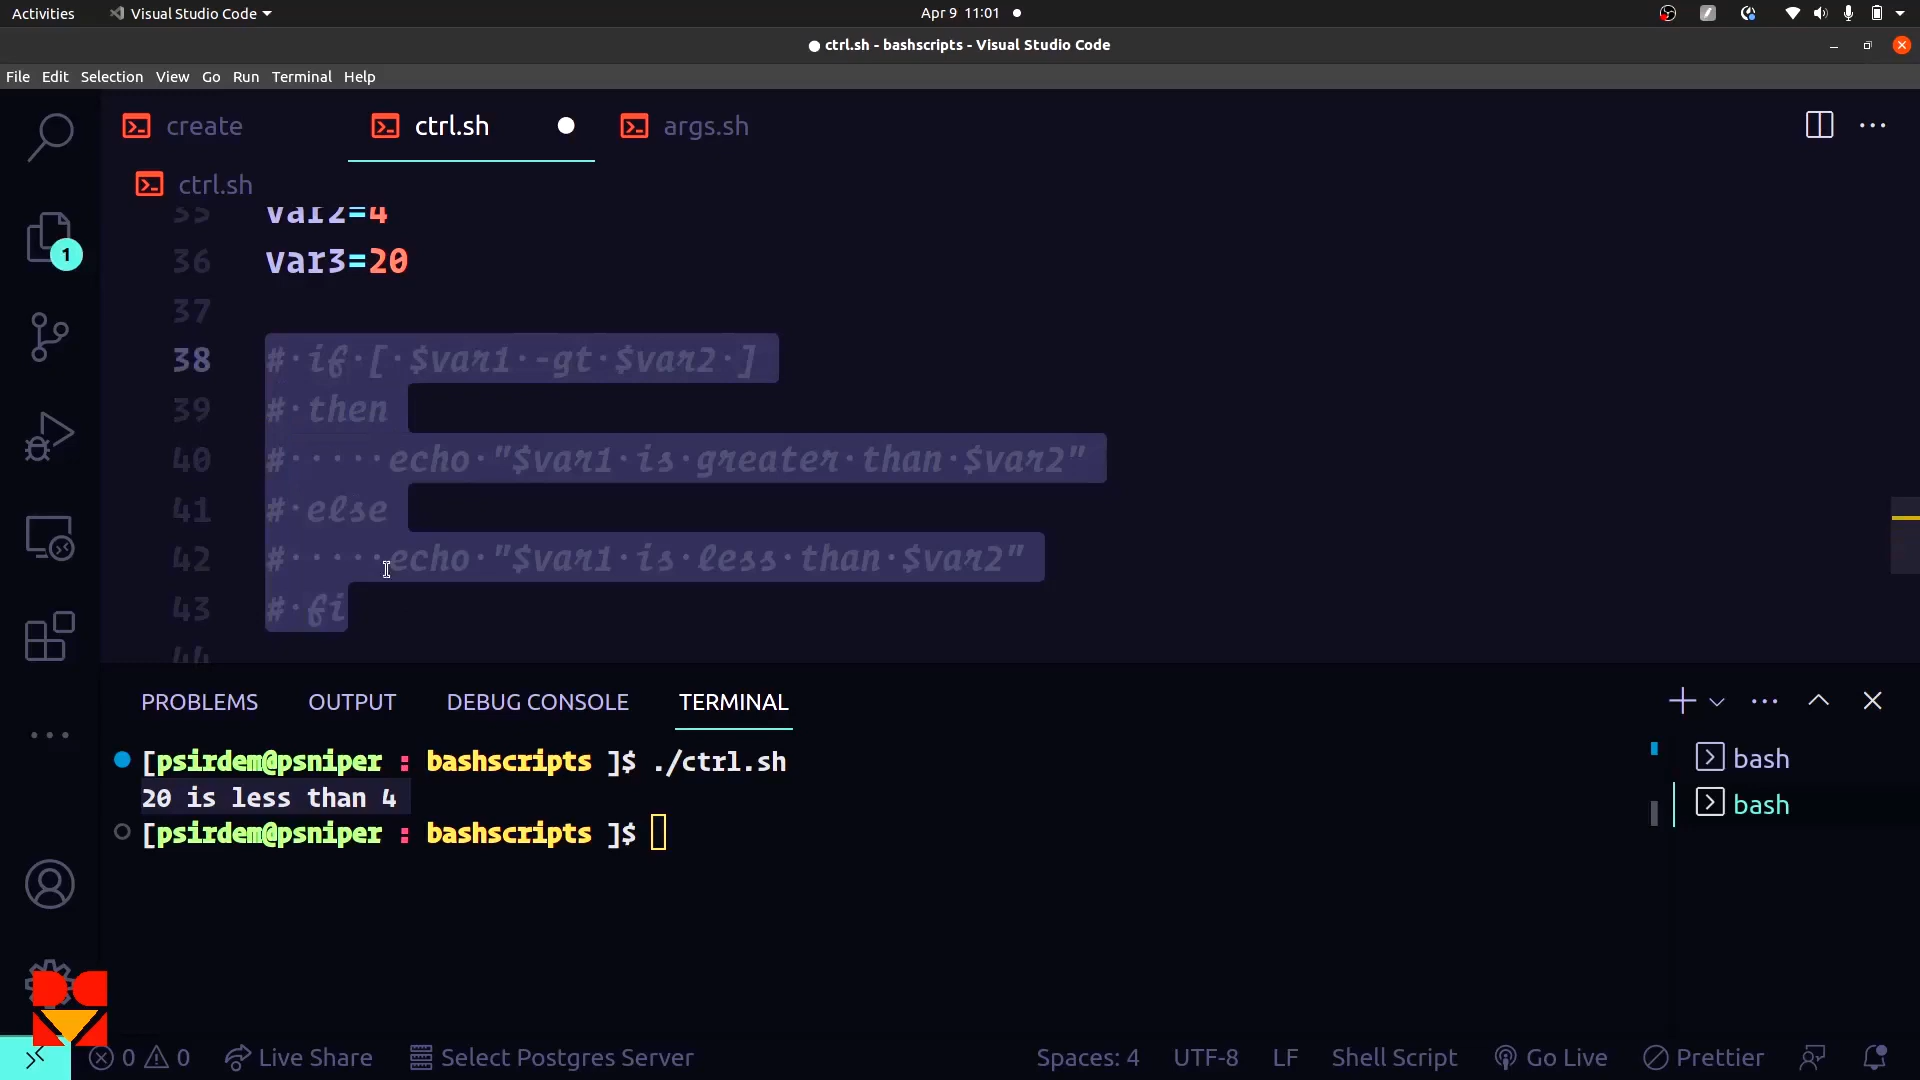 Activities Visual Studio Code Apr 9 11:01
ctrl.sh - bashscripts - Visual Studio Code
File Edit Selection View Go Run Terminal Help
create ctrl.sh args.sh
ctrl.sh
35 var2=4
36 var3=20
37
38 # if [ $var1 -gt $var2 ]
39 # then
40 #     echo "$var1 is greater than $var2"
41 # else
42 #     echo "$var1 is less than $var2"
43 # fi
44
1
PROBLEMS OUTPUT DEBUG CONSOLE TERMINAL
[psirdem@psniper : bashscripts ]$ ./ctrl.sh
20 is less than 4
[psirdem@psniper : bashscripts ]$
bash
bash
0 0 Live Share Select Postgres Server Spaces: 4 UTF-8 LF Shell Script Go Live Prettier